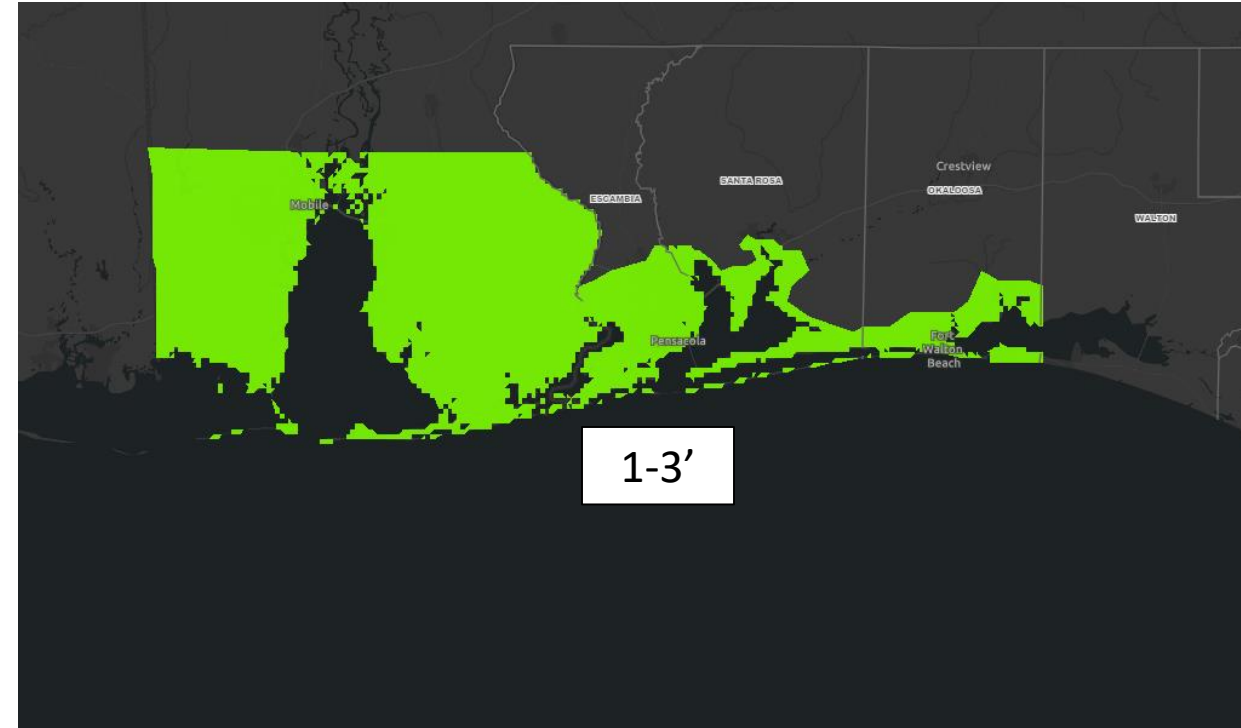 Crestview
SANTA ROSA
OKALOOSA
ESCAMBIA
Mobile
WALTON
Pensacola
Fort
Walton
Beach
1-3’